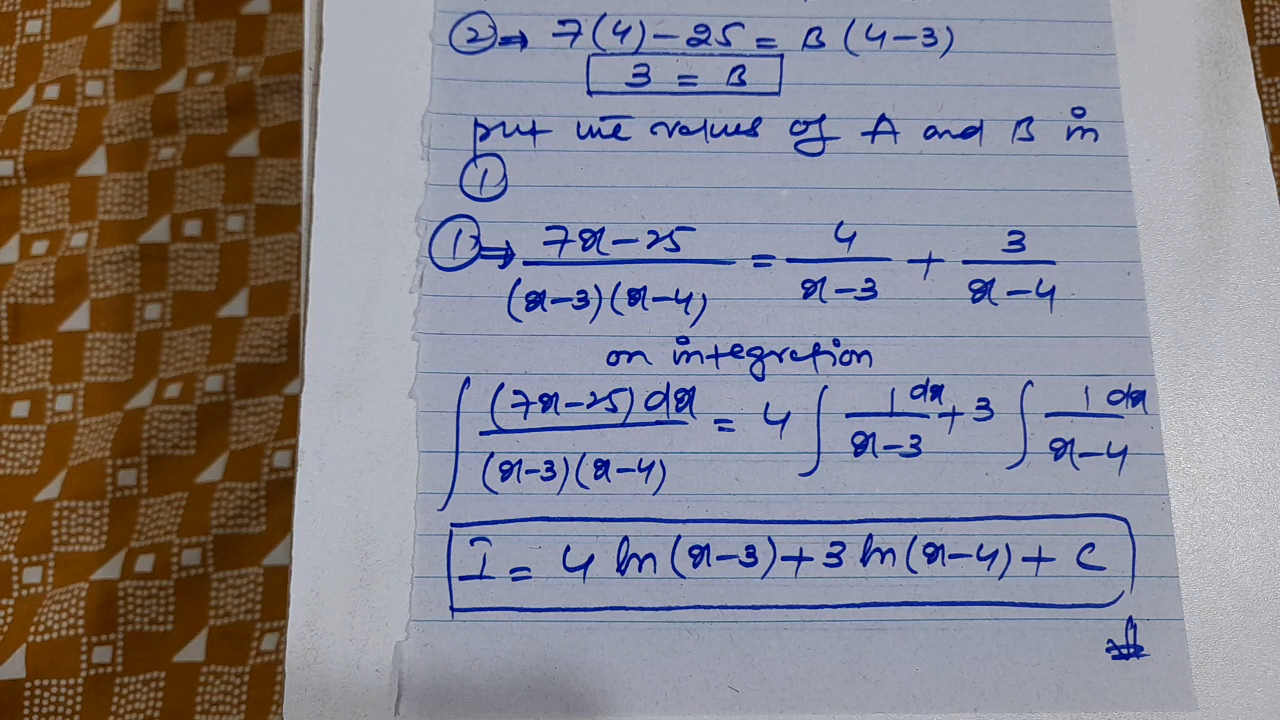 ② ⇒ 7(4) – 25 = B (4–3)
3 = B
put the values of A and B in
①
① ⇒ (7x – 25) / ((x–3)(x–4)) = 4/(x–3) + 3/(x–4)
on integration
∫ (7x–25) dx / ((x–3)(x–4)) = 4 ∫ 1 dx/(x–3) + 3 ∫ 1 dx/(x–4)
I = 4 ln(x–3) + 3 ln(x–4) + C